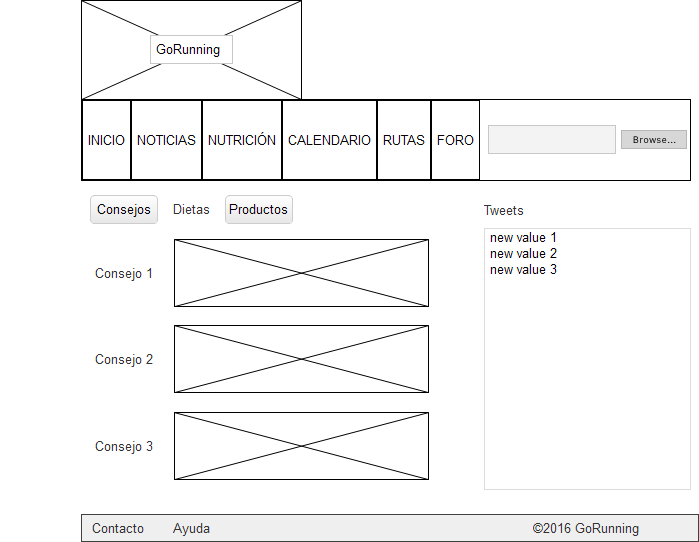 GoRunning
INICIO NOTICIAS NUTRICIÓN CALENDARIO RUTAS FORO Browse...
Consejos Dietas Productos
Tweets
new value 1
new value 2
new value 3
Consejo 1
Consejo 2
Consejo 3
Contacto Ayuda ©2016 GoRunning